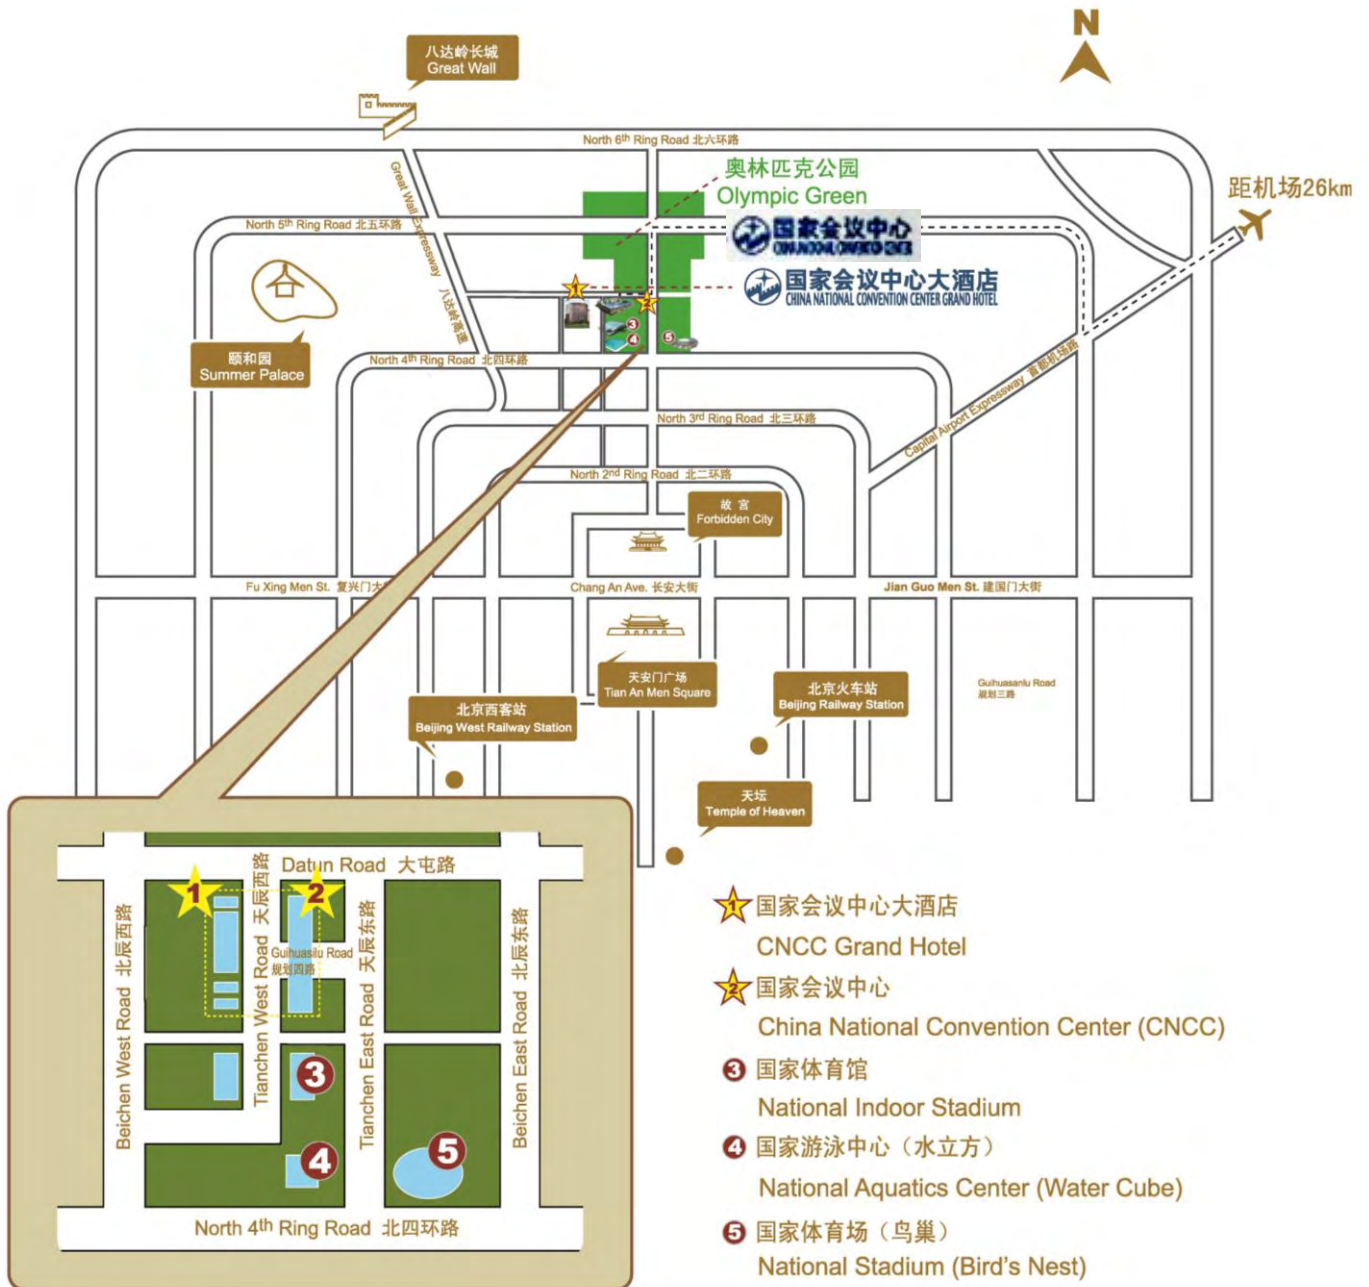 N
八达岭长城
Great Wall
North 6th Ring Road 北六环路
奥林匹克公园
Olympic Green
距机场26km
Great Wall Expressway 八达岭高速
North 5th Ring Road 北五环路
国家会议中心
CHINA NATIONAL CONVENTION CENTER
国家会议中心大酒店
CHINA NATIONAL CONVENTION CENTER GRAND HOTEL
1
2
3
4
5
颐和园
Summer Palace
North 4th Ring Road 北四环路
Capital Airport Expressway 首都机场路
North 3rd Ring Road 北三环路
North 2nd Ring Road 北二环路
故 宫
Forbidden City
Fu Xing Men St. 复兴门大
Chang An Ave. 长安大街
Jian Guo Men St. 建国门大街
天安门广场
Tian An Men Square
北京西客站
Beijing West Railway Station
北京火车站
Beijing Railway Station
Guihuasanlu Road
规划三路
天坛
Temple of Heaven
Datun Road 大屯路
1
2
Beichen West Road 北辰西路
Tianchen West Road 天辰西路
Guihuasilu Road
规划四路
Tianchen East Road 天辰东路
Beichen East Road 北辰东路
3
4
5
North 4th Ring Road 北四环路
1 国家会议中心大酒店
CNCC Grand Hotel
2 国家会议中心
China National Convention Center (CNCC)
3 国家体育馆
National Indoor Stadium
4 国家游泳中心（水立方）
National Aquatics Center (Water Cube)
5 国家体育场（鸟巢）
National Stadium (Bird's Nest)